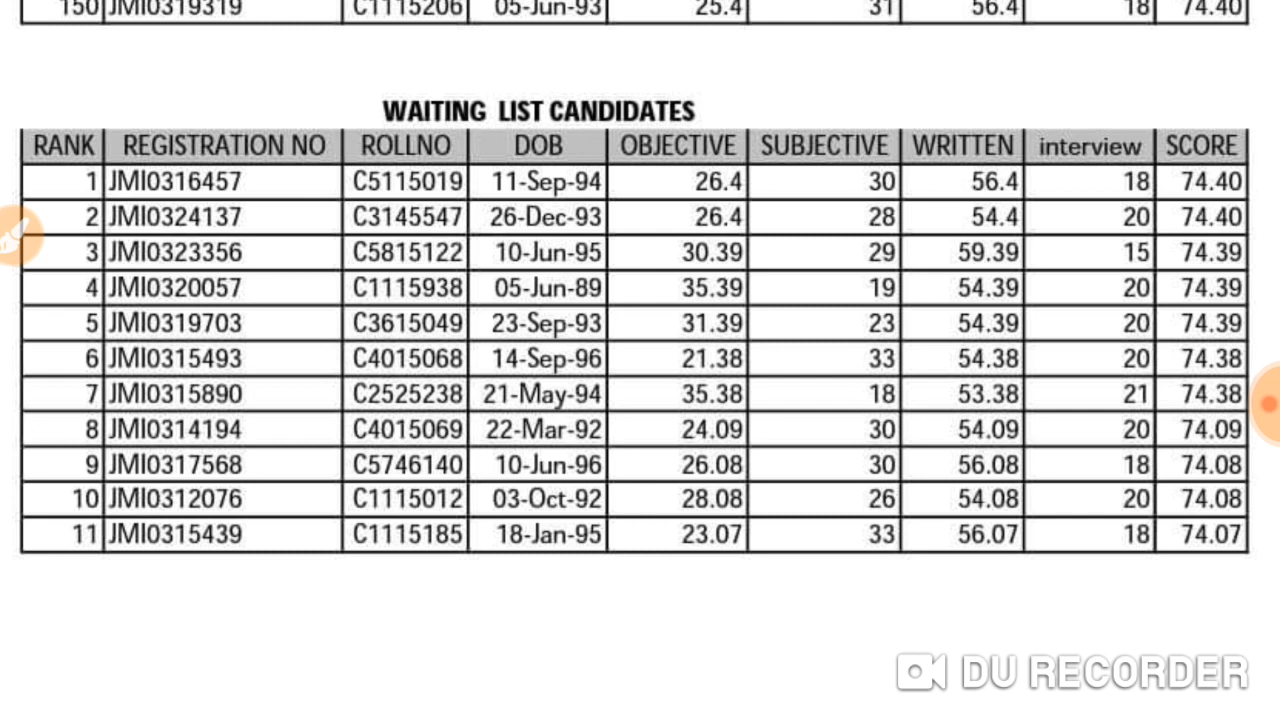 150 JMI0319319 C1115206 05-Jun-93 25.4 31 56.4 18 74.40
WAITING LIST CANDIDATES
RANK REGISTRATION NO ROLLNO DOB OBJECTIVE SUBJECTIVE WRITTEN interview SCORE
1 JMI0316457 C5115019 11-Sep-94 26.4 30 56.4 18 74.40
2 JMI0324137 C3145547 26-Dec-93 26.4 28 54.4 20 74.40
3 JMI0323356 C5815122 10-Jun-95 30.39 29 59.39 15 74.39
4 JMI0320057 C1115938 05-Jun-89 35.39 19 54.39 20 74.39
5 JMI0319703 C3615049 23-Sep-93 31.39 23 54.39 20 74.39
6 JMI0315493 C4015068 14-Sep-96 21.38 33 54.38 20 74.38
7 JMI0315890 C2525238 21-May-94 35.38 18 53.38 21 74.38
8 JMI0314194 C4015069 22-Mar-92 24.09 30 54.09 20 74.09
9 JMI0317568 C5746140 10-Jun-96 26.08 30 56.08 18 74.08
10 JMI0312076 C1115012 03-Oct-92 28.08 26 54.08 20 74.08
11 JMI0315439 C1115185 18-Jan-95 23.07 33 56.07 18 74.07
DU RECORDER